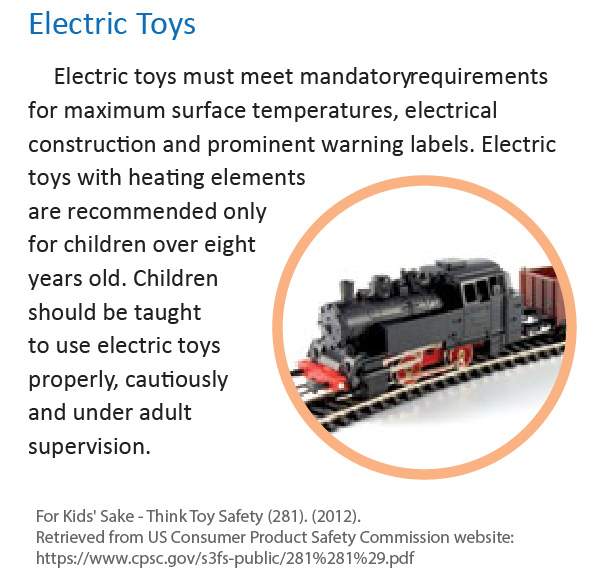 Electric Toys
Electric toys must meet mandatoryrequirements
for maximum surface temperatures, electrical
construction and prominent warning labels. Electric
toys with heating elements
are recommended only
for children over eight
years old. Children
should be taught
to use electric toys
properly, cautiously
and under adult
supervision.
For Kids' Sake - Think Toy Safety (281). (2012).
Retrieved from US Consumer Product Safety Commission website:
https://www.cpsc.gov/s3fs-public/281%281%29.pdf